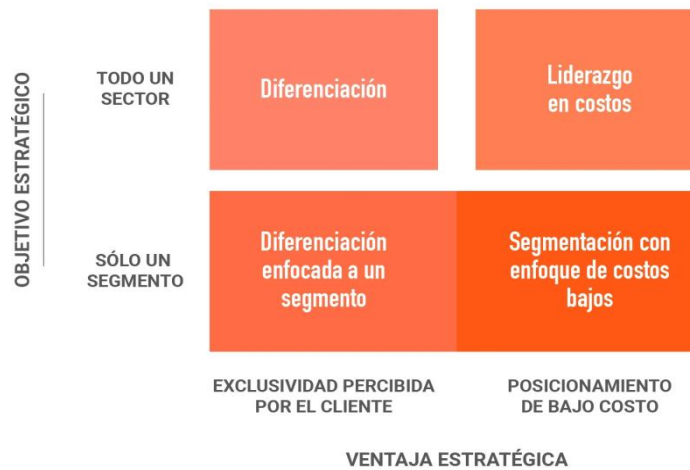 OBJETIVO ESTRATÉGICO
TODO UN
SECTOR
Diferenciación
Liderazgo
en costos
SÓLO UN
SEGMENTO
Diferenciación
enfocada a un
segmento
Segmentación con
enfoque de costos
bajos
EXCLUSIVIDAD PERCIBIDA
POR EL CLIENTE
POSICIONAMIENTO
DE BAJO COSTO
VENTAJA ESTRATÉGICA